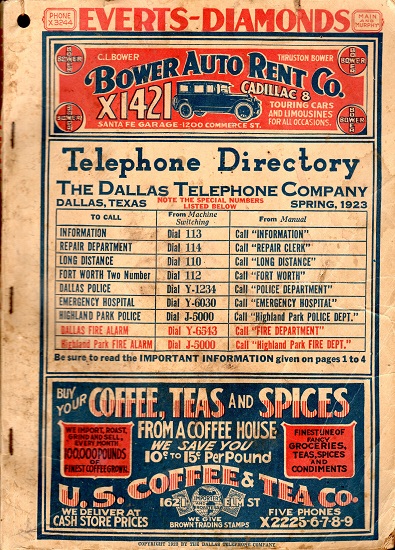 PHONE X3244
EVERTS-DIAMONDS
MAIN AND MURPHY
C.L. BOWER
THRUSTON BOWER
BOWER AUTO RENT CO.
X1421
CADILLAC 8
TOURING CARS
AND LIMOUSINES
FOR ALL OCCASIONS.
SANTA FE GARAGE-1200 COMMERCE ST.
BOWER
BOWER
BOWER
BOWER
Telephone Directory
THE DALLAS TELEPHONE COMPANY
DALLAS, TEXAS
NOTE THE SPECIAL NUMBERS
LISTED BELOW
SPRING, 1923
TO CALL From Machine Switching From Manual
INFORMATION Dial 113 Call "INFORMATION"
REPAIR DEPARTMENT Dial 114 Call "REPAIR CLERK"
LONG DISTANCE Dial 110 Call "LONG DISTANCE"
FORT WORTH Two Number Dial 112 Call "FORT WORTH"
DALLAS POLICE Dial Y-1234 Call "POLICE DEPARTMENT"
EMERGENCY HOSPITAL Dial Y-6030 Call "EMERGENCY HOSPITAL"
HIGHLAND PARK POLICE Dial J-5000 Call "Highland Park POLICE DEPT."
DALLAS FIRE ALARM Dial Y-6543 Call "FIRE DEPARTMENT"
Highland Park FIRE ALARM Dial J-5000 Call "Highland Park FIRE DEPT."
Be sure to read the IMPORTANT INFORMATION given on pages 1 to 4
BUY YOUR COFFEE, TEAS AND SPICES
FROM A COFFEE HOUSE
WE SAVE YOU
10¢ TO 15¢ PER POUND
WE IMPORT, ROAST,
GRIND AND SELL,
EVERY MONTH
100,000 POUNDS
OF FINEST COFFEE GROWN.
FINEST LINE OF
FANCY
GROCERIES,
TEAS, SPICES
AND
CONDIMENTS
U.S. COFFEE & TEA CO.
1621 ELM ST
WE DELIVER AT
CASH STORE PRICES
WE GIVE
BROWN TRADING STAMPS
FIVE PHONES
X2225-6-7-8-9
COPYRIGHT 1923 BY THE DALLAS TELEPHONE COMPANY